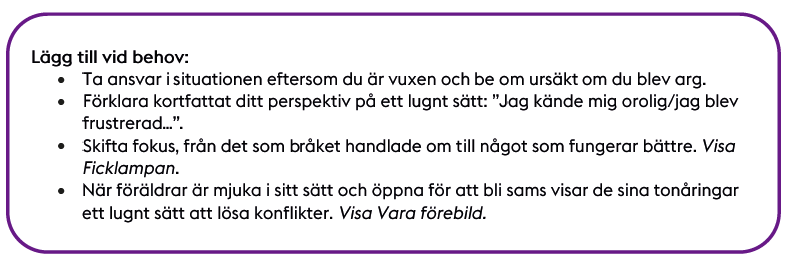 Lägg till vid behov:
• Ta ansvar i situationen eftersom du är vuxen och be om ursäkt om du blev arg.
• Förklara kortfattat ditt perspektiv på ett lugnt sätt: ”Jag kände mig orolig/jag blev
frustrerad…”.
• Skifta fokus, från det som bråket handlade om till något som fungerar bättre. Visa
Ficklampan.
• När föräldrar är mjuka i sitt sätt och öppna för att bli sams visar de sina tonåringar
ett lugnt sätt att lösa konflikter. Visa Vara förebild.